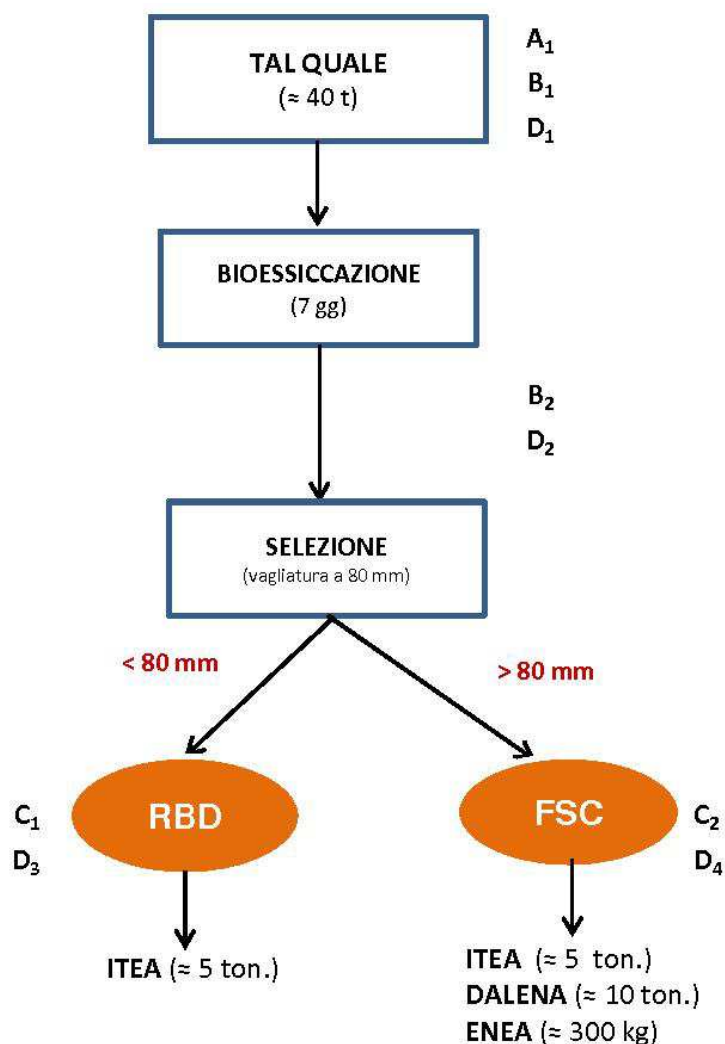 TAL QUALE
(≈ 40 t)
A₁
B₁
D₁
BIOESSICCAZIONE
(7 gg)
B₂
D₂
SELEZIONE
(vagliatura a 80 mm)
< 80 mm
> 80 mm
C₁
D₃
RBD
FSC
C₂
D₄
ITEA (≈ 5 ton.)
ITEA (≈ 5 ton.)
DALENA (≈ 10 ton.)
ENEA (≈ 300 kg)